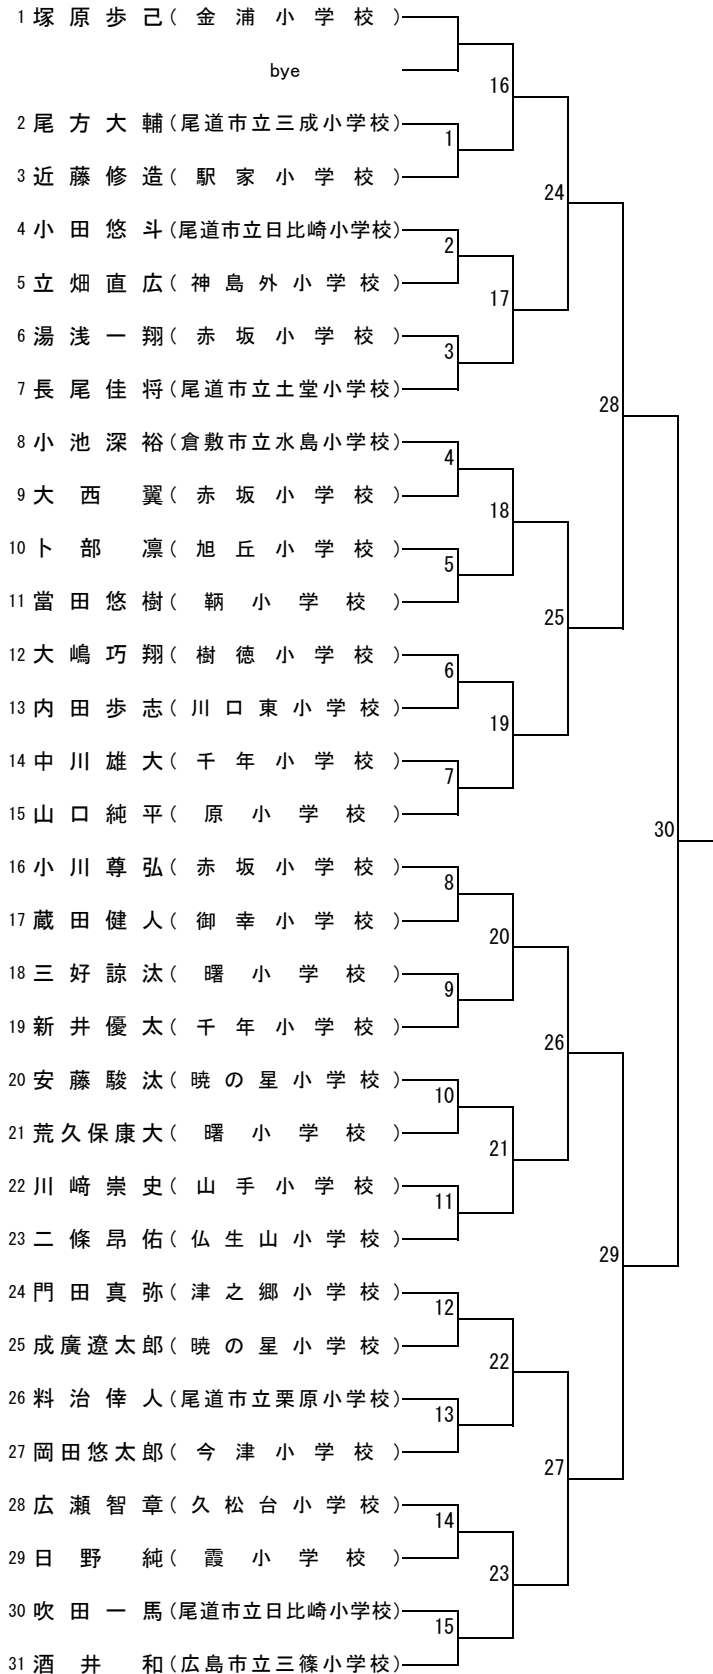 1 塚原歩己(金浦小学校)
bye
16
2 尾方大輔(尾道市立三成小学校)
1
3 近藤修造(駅家小学校)
24
4 小田悠斗(尾道市立日比崎小学校)
2
5 立畑直広(神島外小学校)
17
6 湯浅一翔(赤坂小学校)
3
7 長尾佳将(尾道市立土堂小学校)
28
8 小池深裕(倉敷市立水島小学校)
4
9 大西翼(赤坂小学校)
18
10 卜部凛(旭丘小学校)
5
11 當田悠樹(鞆小学校)
25
12 大嶋巧翔(樹徳小学校)
6
13 内田歩志(川口東小学校)
19
14 中川雄大(千年小学校)
7
15 山口純平(原小学校)
30
16 小川尊弘(赤坂小学校)
8
17 蔵田健人(御幸小学校)
20
18 三好諒汰(曙小学校)
9
19 新井優太(千年小学校)
26
20 安藤駿汰(暁の星小学校)
10
21 荒久保康大(曙小学校)
21
22 川﨑崇史(山手小学校)
11
23 二條昂佑(仏生山小学校)
29
24 門田真弥(津之郷小学校)
12
25 成廣遼太郎(暁の星小学校)
22
26 料治倖人(尾道市立栗原小学校)
13
27 岡田悠太郎(今津小学校)
27
28 広瀬智章(久松台小学校)
14
29 日野純(霞小学校)
23
30 吹田一馬(尾道市立日比崎小学校)
15
31 酒井和(広島市立三篠小学校)